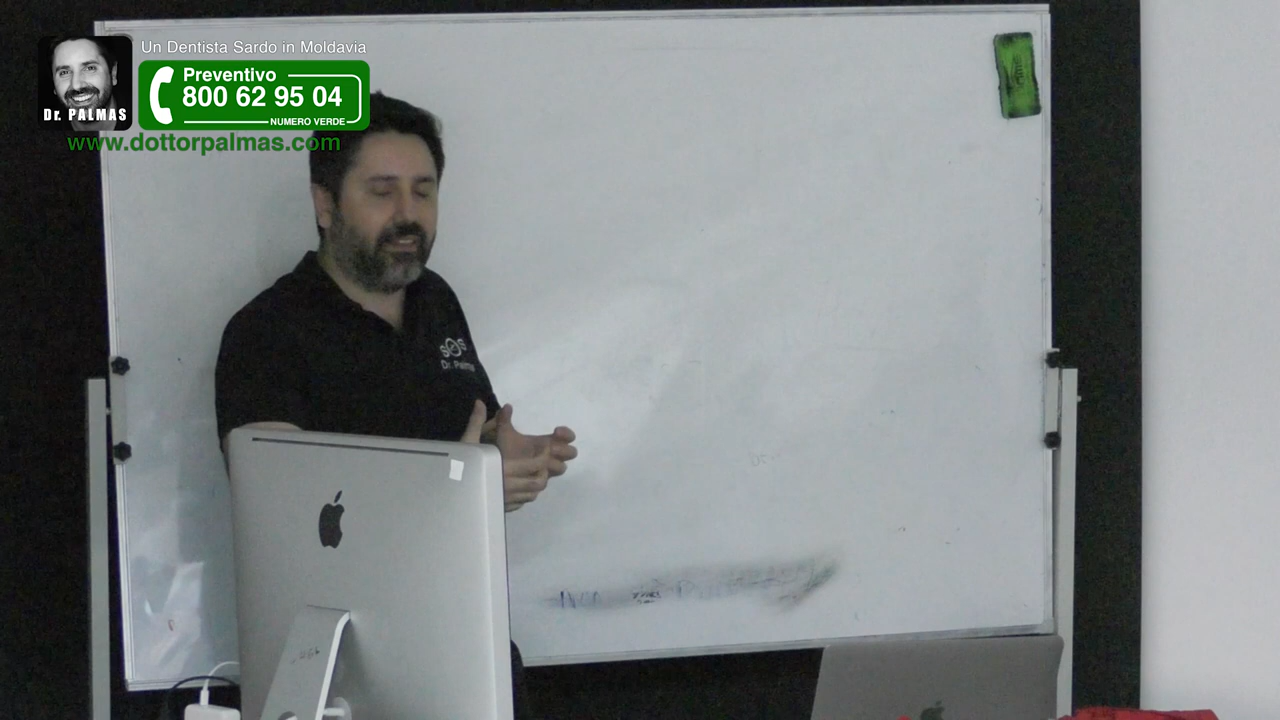 Un Dentista Sardo in Moldavia
Preventivo
800 62 95 04
NUMERO VERDE
Dr. PALMAS
www.dottorpalmas.com
SOS
Dr. Palmas